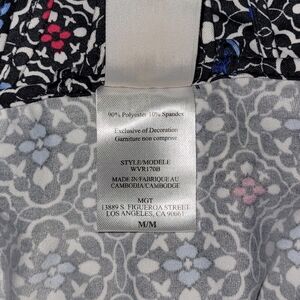 90% Polyester 10% Spandex
Exclusive of Decoration
Garniture non comprise
STYLE/MODELE
WVR170B
MADE IN/FABRIQUE AU
CAMBODIA/CAMBODGE
MGT
13889 S. FIGUEROA STREET
LOS ANGELES, CA 90061
M/M